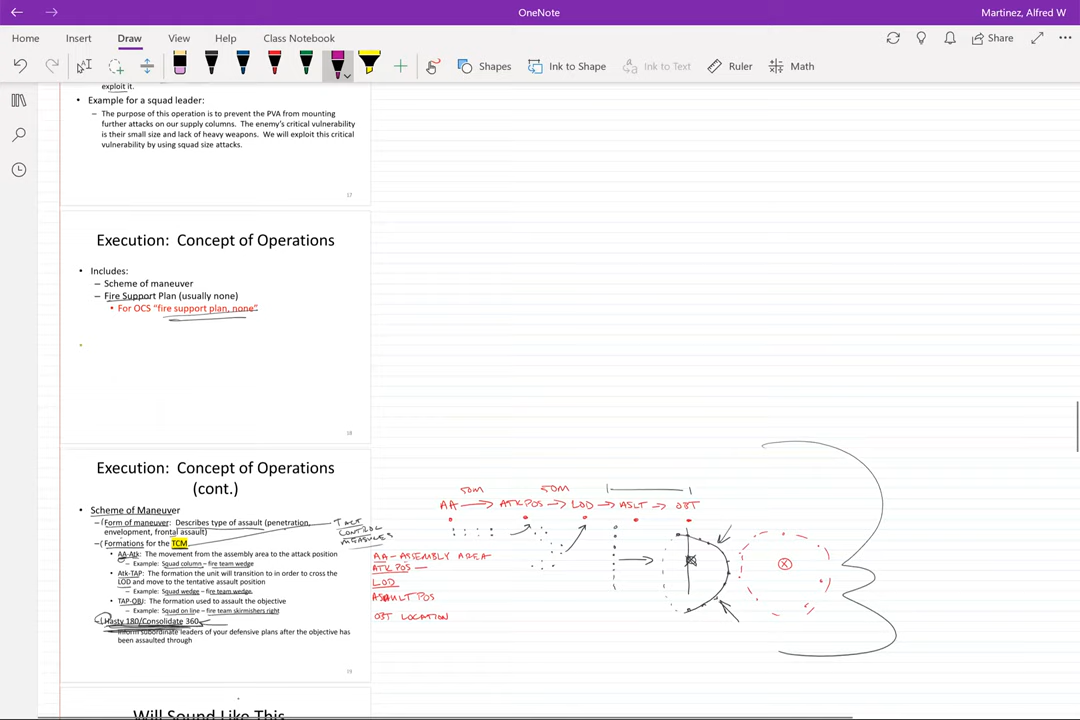 OneNote
Martinez, Alfred W
Home Insert Draw View Help Class Notebook
Share
Shapes Ink to Shape Ink to Text Ruler Math
exploit it.
• Example for a squad leader:
– The purpose of this operation is to prevent the PVA from mounting
further attacks on our supply columns. The enemy's critical vulnerability
is their small size and lack of heavy weapons. We will exploit this critical
vulnerability by using squad size attacks.
17
Execution: Concept of Operations
• Includes:
– Scheme of maneuver
– Fire Support Plan (usually none)
• For OCS "fire support plan, none"
18
Execution: Concept of Operations
(cont.)
• Scheme of Maneuver
– Form of maneuver: Describes type of assault (penetration,
envelopment, frontal assault)
– Formations for the TCM
• AA-Atk: The movement from the assembly area to the attack position
• Example: Squad column – fire team wedge
• Atk-TAP: The formation the unit will transition to in order to cross the
LOD and move to the tentative assault position
• Example: Squad wedge – fire team wedge
• TAP-OBJ: The formation used to assault the objective
• Example: Squad on line – fire team skirmishers right
– Hasty 180/Consolidate 360
• Inform subordinate leaders of your defensive plans after the objective has
been assaulted through
19
TACT
CONTROL
MEASURES
50M 50M
AA → ATKPOS → LOD → ASLT → OBJ
AA - ASSEMBLY AREA
ATKPOS —
LOD
ASSAULT POS
OBJ LOCATION
Will Sound Like This